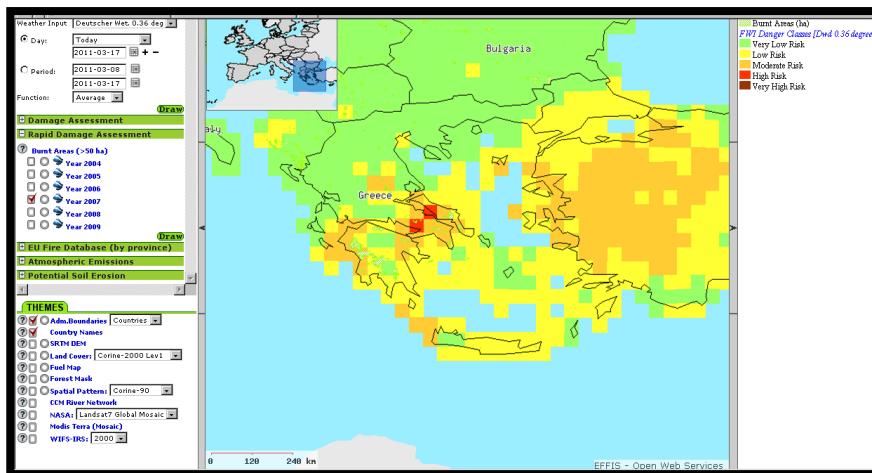 Weather Input Deutscher Wet. 0.36 deg
Day: Today
2011-03-17 + -
Period: 2011-03-08
2011-03-17
Function: Average
Draw
Damage Assessment
Rapid Damage Assessment
? Burnt Areas (>50 ha)
Year 2004
Year 2005
Year 2006
Year 2007
Year 2008
Year 2009
Draw
EU Fire Database (by province)
Atmospheric Emissions
Potential Soil Erosion
THEMES
? Adm.Boundaries Countries
? Country Names
? SRTM DEM
? Land Cover: Corine-2000 Lev1
? Fuel Map
? Forest Mask
? Spatial Pattern: Corine-90
? CCM River Network
? NASA: Landsat7 Global Mosaic
? Modis Terra (Mosaic)
? WIFS-IRS: 2000
Bulgaria
aly
Greece
0 120 240 km
EFFIS - Open Web Services
Burnt Areas (ha)
FWI Danger Classes [Dwd 0.36 degree
Very Low Risk
Low Risk
Moderate Risk
High Risk
Very High Risk